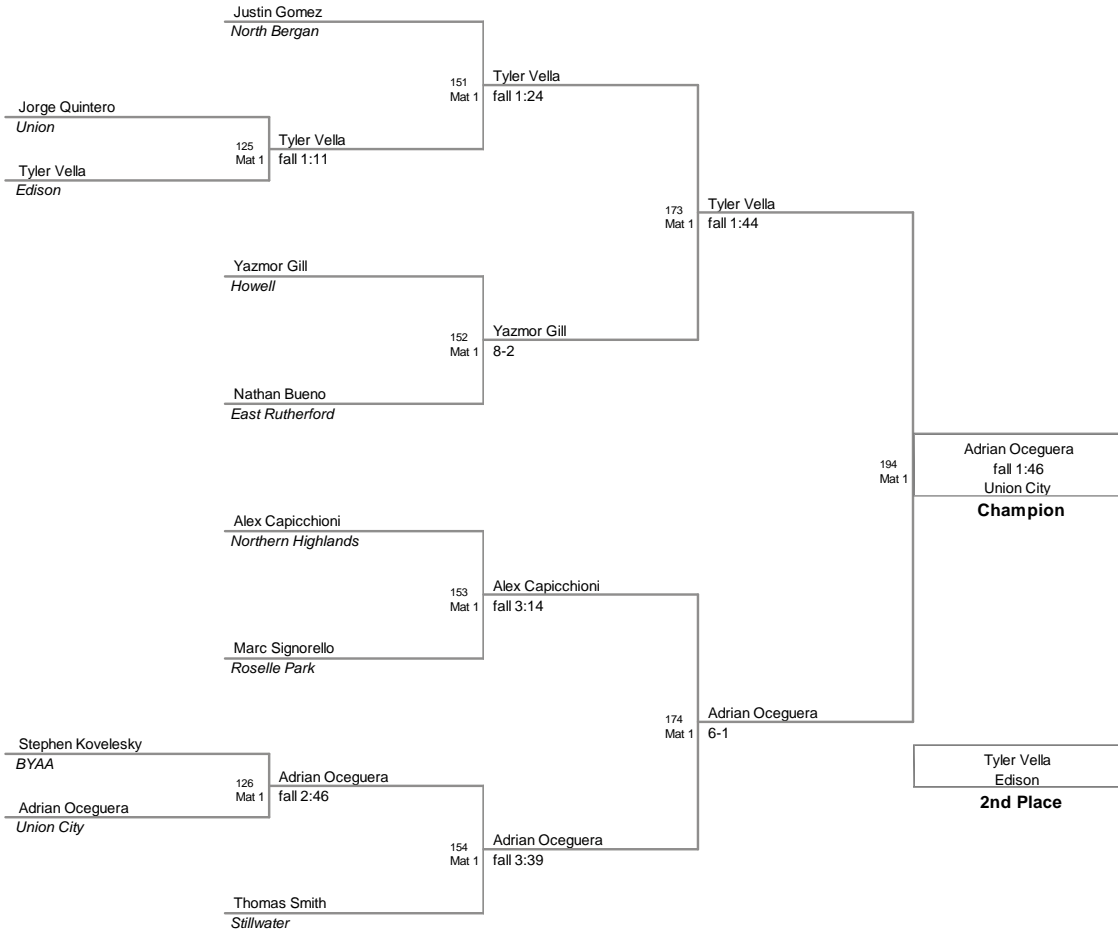 Justin Gomez
North Bergan
151
Mat 1
Tyler Vella
fall 1:24
Jorge Quintero
Union
125
Mat 1
Tyler Vella
fall 1:11
Tyler Vella
Edison
173
Mat 1
Tyler Vella
fall 1:44
Yazmor Gill
Howell
152
Mat 1
Yazmor Gill
8-2
Nathan Bueno
East Rutherford
194
Mat 1
Adrian Oceguera
fall 1:46
Union City
Champion
Alex Capicchioni
Northern Highlands
153
Mat 1
Alex Capicchioni
fall 3:14
Marc Signorello
Roselle Park
174
Mat 1
Adrian Oceguera
6-1
Stephen Kovelesky
BYAA
126
Mat 1
Adrian Oceguera
fall 2:46
Adrian Oceguera
Union City
154
Mat 1
Adrian Oceguera
fall 3:39
Thomas Smith
Stillwater
Tyler Vella
Edison
2nd Place